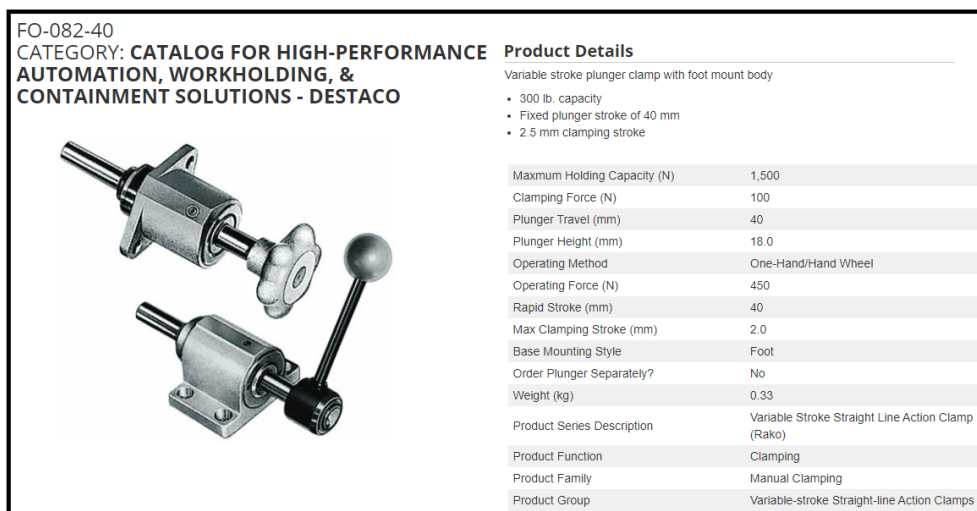 FO-082-40
CATEGORY: CATALOG FOR HIGH-PERFORMANCE
AUTOMATION, WORKHOLDING, &
CONTAINMENT SOLUTIONS - DESTACO
Product Details
Variable stroke plunger clamp with foot mount body
• 300 lb. capacity
• Fixed plunger stroke of 40 mm
• 2.5 mm clamping stroke
Maxmum Holding Capacity (N) 1,500
Clamping Force (N) 100
Plunger Travel (mm) 40
Plunger Height (mm) 18.0
Operating Method One-Hand/Hand Wheel
Operating Force (N) 450
Rapid Stroke (mm) 40
Max Clamping Stroke (mm) 2.0
Base Mounting Style Foot
Order Plunger Separately? No
Weight (kg) 0.33
Product Series Description Variable Stroke Straight Line Action Clamp
(Rako)
Product Function Clamping
Product Family Manual Clamping
Product Group Variable-stroke Straight-line Action Clamps